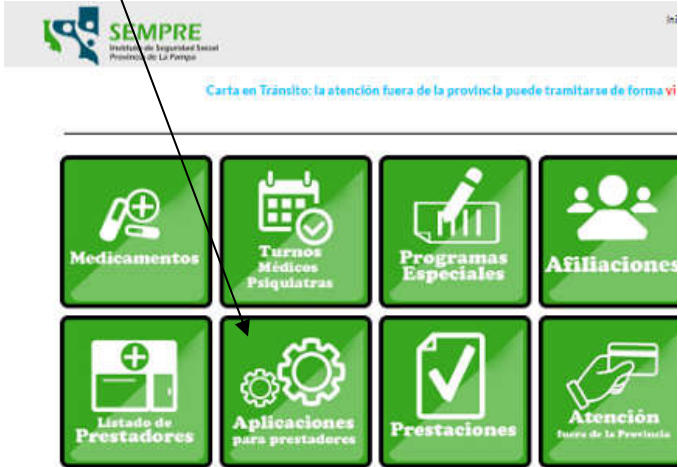 SEMPRE
Instituto de Seguridad Social
Provincia de La Pampa
Carta en Tránsito: la atención fuera de la provincia puede tramitarse de forma
Medicamentos
Turnos
Médicos
Psiquiatras
Programas
Especiales
Afiliaciones
Listado de
Prestadores
Aplicaciones
para prestadores
Prestaciones
Atención
fuera de la Provincia